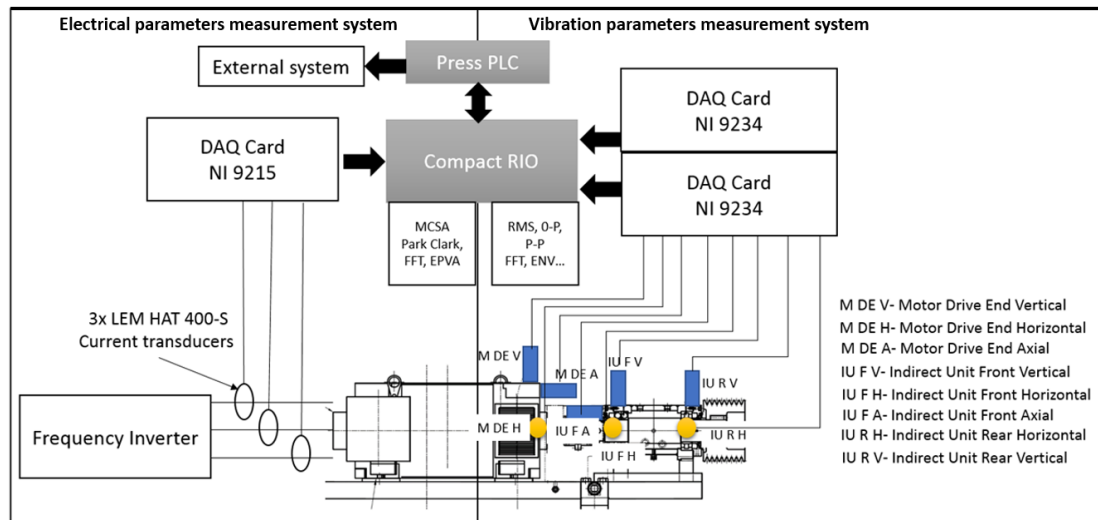 Electrical parameters measurement system
Vibration parameters measurement system
External system
Press PLC
DAQ Card
NI 9215
Compact RIO
DAQ Card
NI 9234
DAQ Card
NI 9234
MCSA
Park Clark,
FFT, EPVA
RMS, 0-P,
P-P
FFT, ENV...
3x LEM HAT 400-S
Current transducers
Frequency Inverter
M DE V
M DE A
M DE H
IU F V
IU F A
IU F H
IU R V
IU R H
M DE V- Motor Drive End Vertical
M DE H- Motor Drive End Horizontal
M DE A- Motor Drive End Axial
IU F V- Indirect Unit Front Vertical
IU F H- Indirect Unit Front Horizontal
IU F A- Indirect Unit Front Axial
IU R H- Indirect Unit Rear Horizontal
IU R V- Indirect Unit Rear Vertical